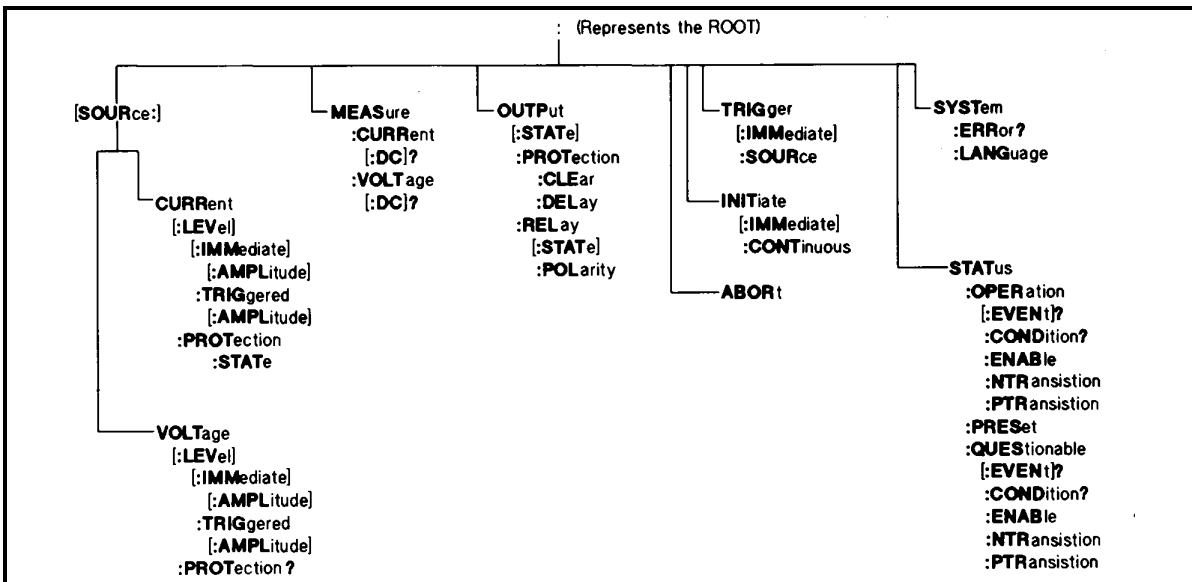 : (Represents the ROOT)
[SOURce:]
CURRent
[:LEVel]
[:IMMediate]
[:AMPLitude]
:TRIGgered
[:AMPLitude]
:PROTection
:STATe
VOLTage
[:LEVel]
[:IMMediate]
[:AMPLitude]
:TRIGgered
[:AMPLitude]
:PROTection?
MEASure
:CURRent
[:DC]?
:VOLTage
[:DC]?
OUTPut
[:STATe]
:PROTection
:CLEar
:DELay
:RELay
[:STATe]
:POLarity
TRIGger
[:IMMediate]
:SOURce
INITiate
[:IMMediate]
:CONTinuous
ABORt
SYSTem
:ERRor?
:LANGuage
STATus
:OPERation
[:EVENt]?
:CONDition?
:ENABle
:NTRansistion
:PTRansistion
:PRESet
:QUEStionable
[:EVENt]?
:CONDition?
:ENABle
:NTRansistion
:PTRansistion